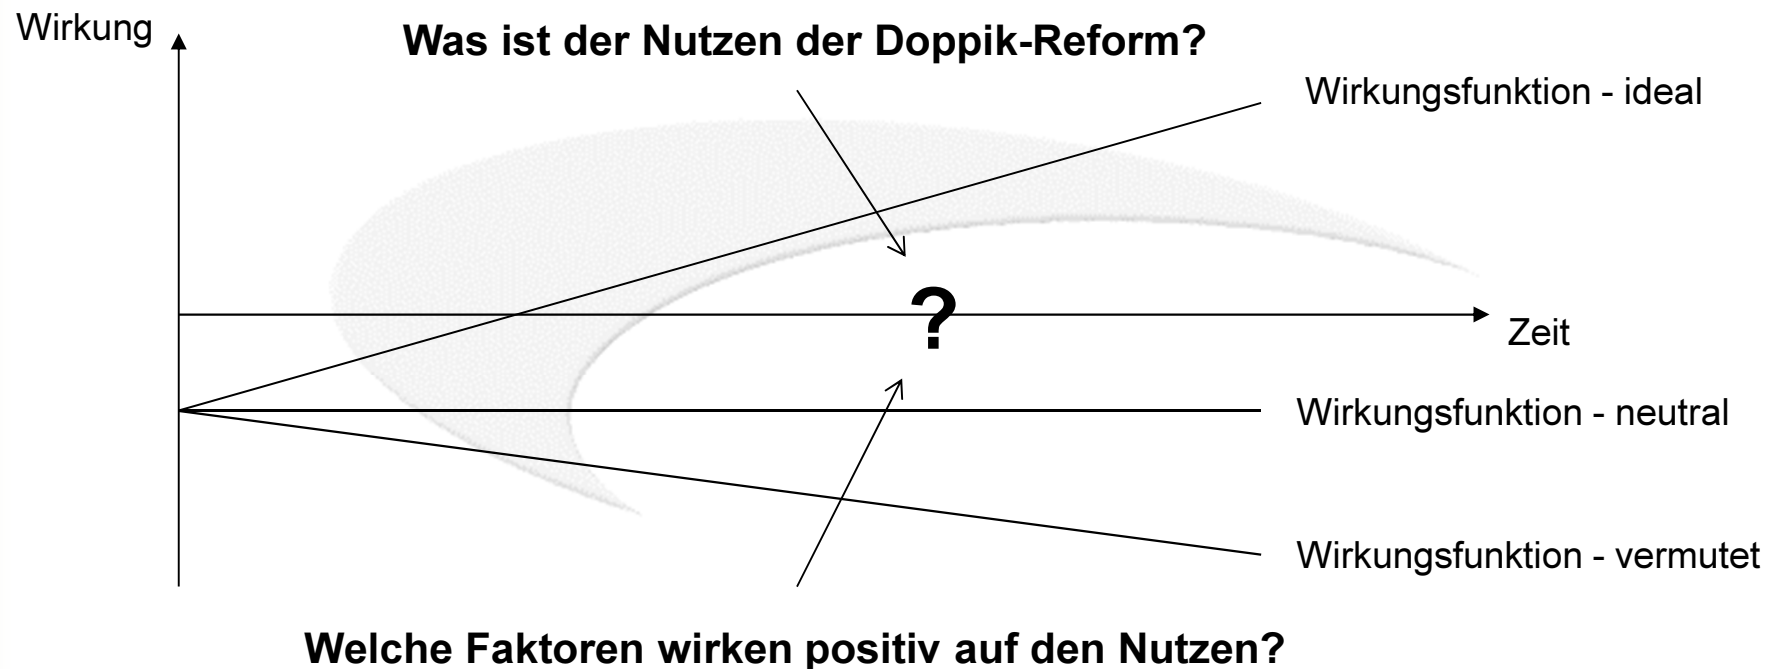 Wirkung
Was ist der Nutzen der Doppik-Reform?
Wirkungsfunktion - ideal
?
Zeit
Wirkungsfunktion - neutral
Wirkungsfunktion - vermutet
Welche Faktoren wirken positiv auf den Nutzen?